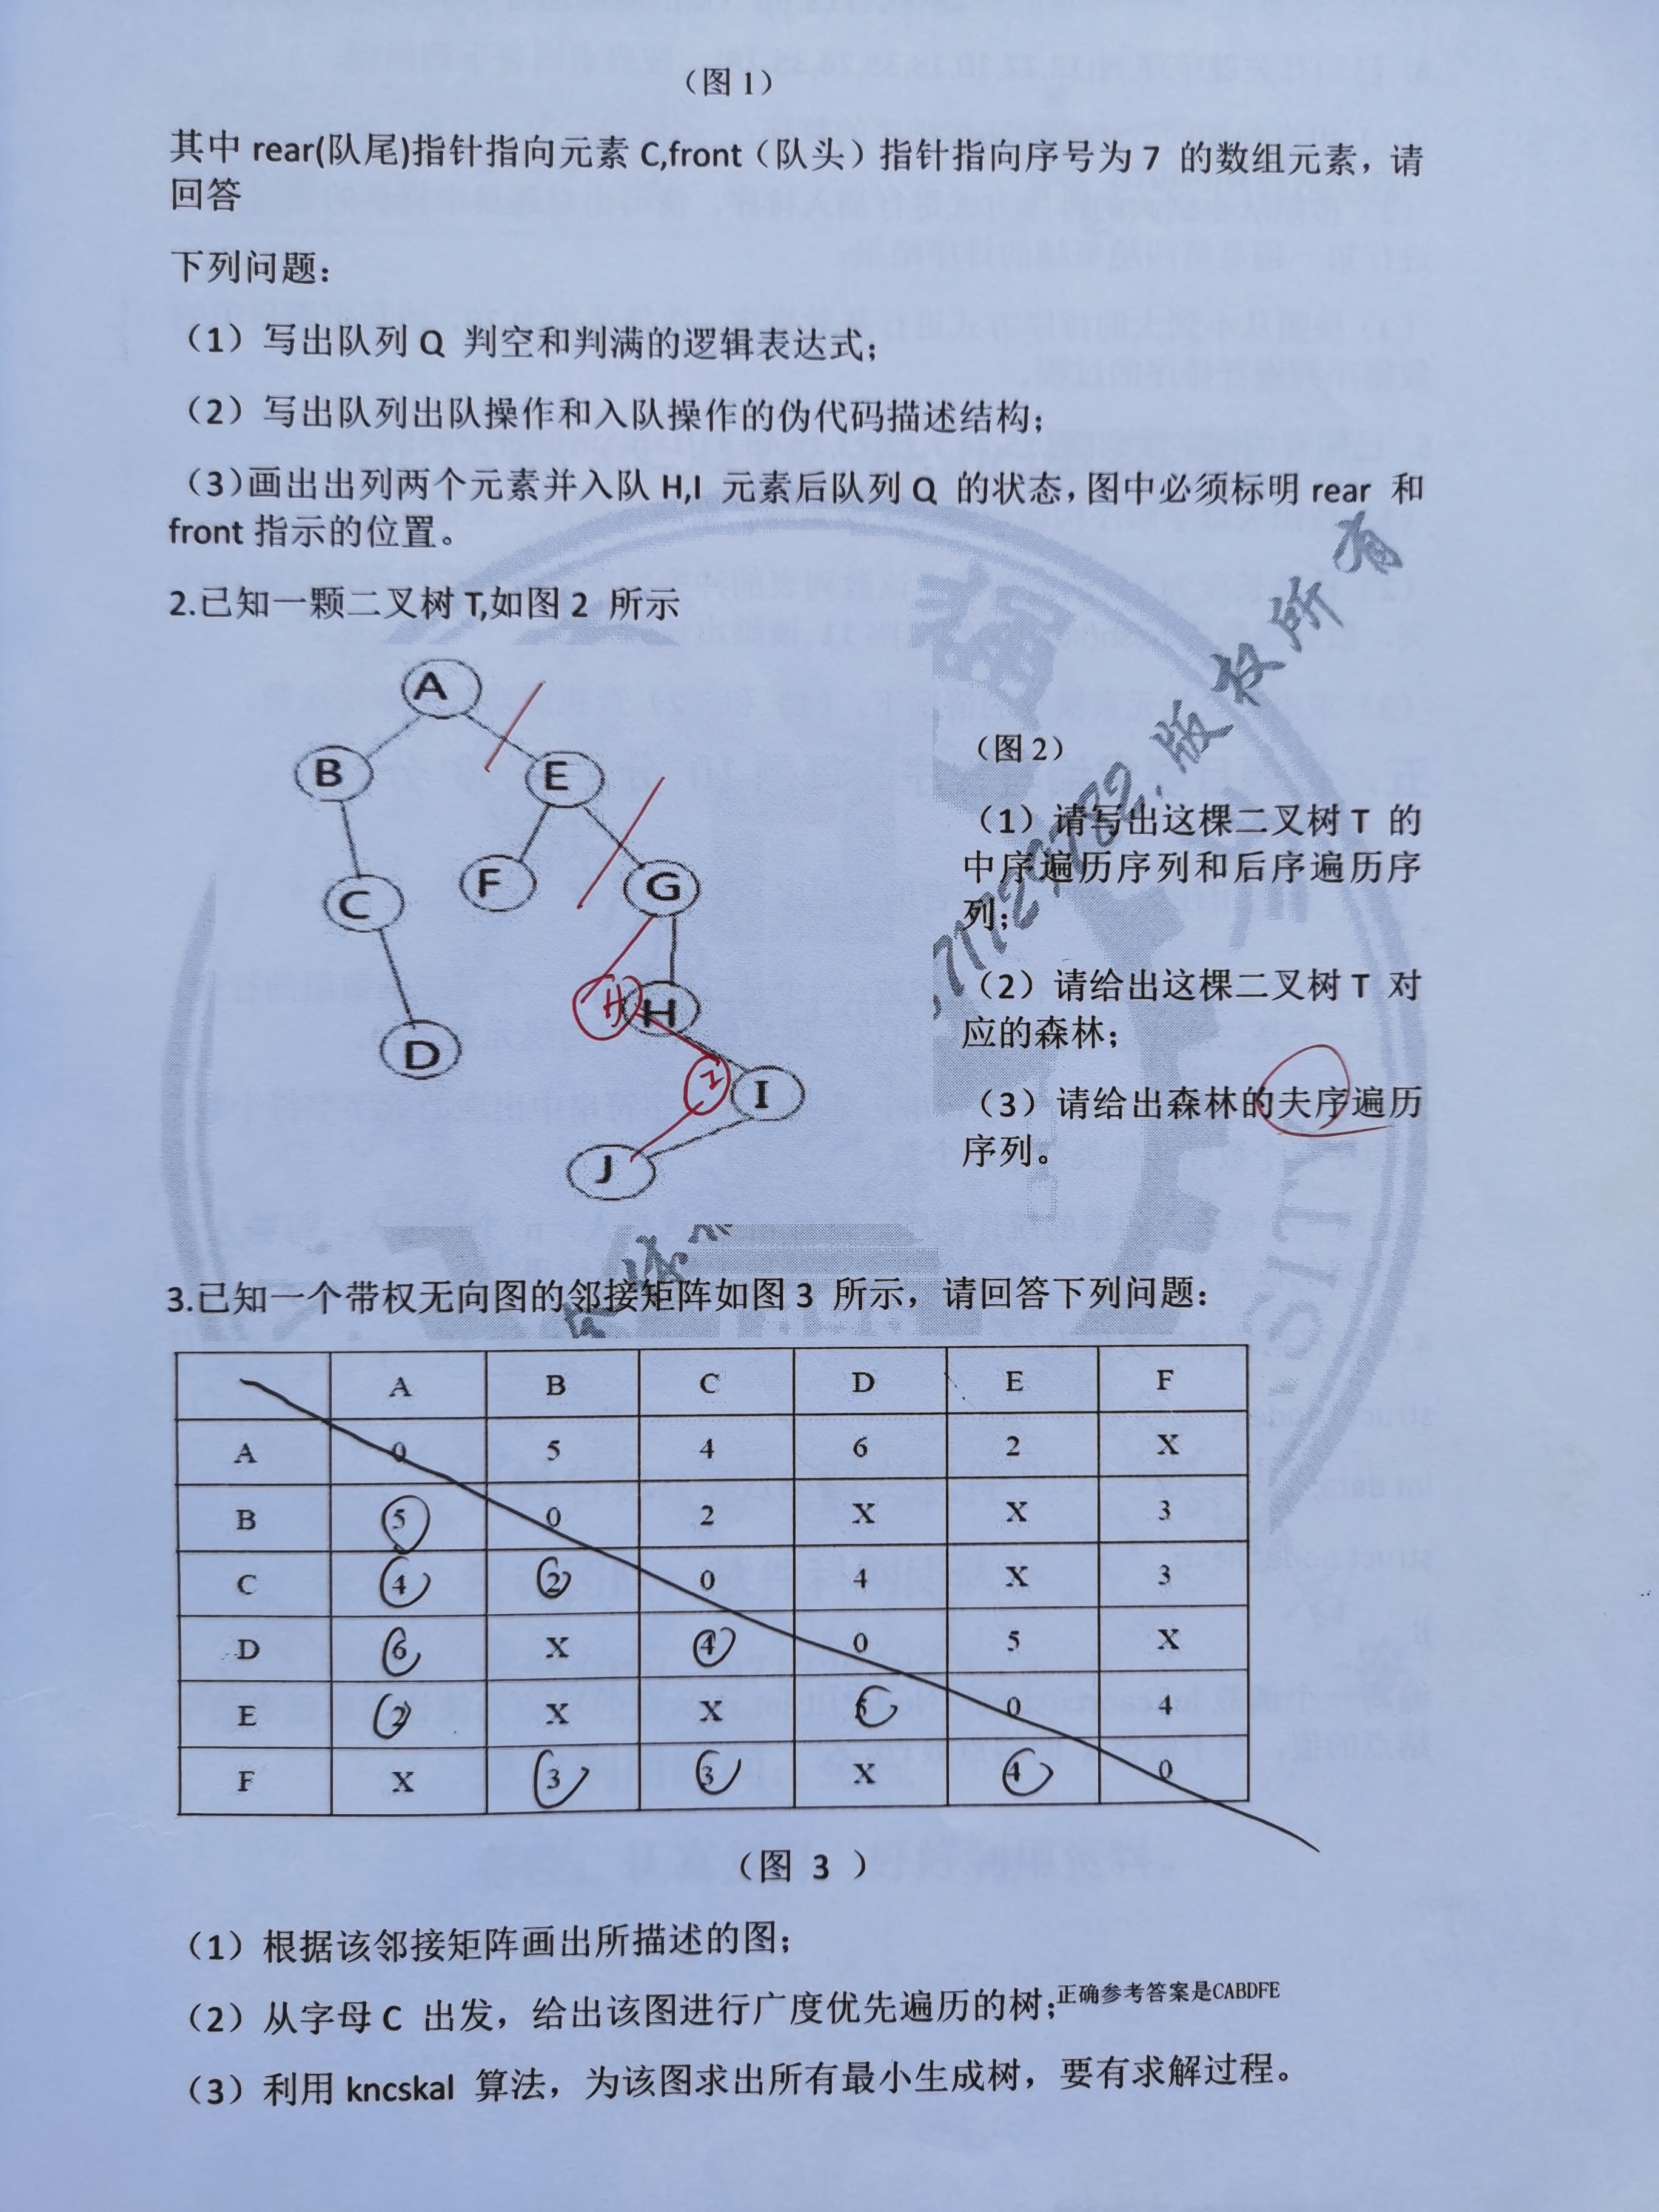 （图 1）
其中 rear(队尾)指针指向元素 C,front（队头）指针指向序号为 7 的数组元素，请
回答
下列问题：
（1）写出队列 Q 判空和判满的逻辑表达式；
（2）写出队列出队操作和入队操作的伪代码描述结构；
（3)画出出列两个元素并入队 H,I 元素后队列 Q 的状态，图中必须标明 rear 和
front 指示的位置。
2.已知一颗二叉树 T,如图 2 所示
A
B
E
C
F
G
H
H
D
I
I
J
（图 2）
（1）请写出这棵二叉树 T 的
中序遍历序列和后序遍历序
列；
（2）请给出这棵二叉树 T 对
应的森林；
（3）请给出森林的夫序遍历
序列。
版权所有
3.已知一个带权无向图的邻接矩阵如图 3 所示，请回答下列问题：
A B C D E F
A 0 5 4 6 2 X
B 5 0 2 X X 3
C 4 2 0 4 X 3
D 6 X 4 0 5 X
E 2 X X 5 0 4
F X 3 3 X 4 0
（图 3 ）
（1）根据该邻接矩阵画出所描述的图；
（2）从字母 C 出发，给出该图进行广度优先遍历的树；正确参考答案是CABDFE
（3）利用 kncskal 算法，为该图求出所有最小生成树，要有求解过程。